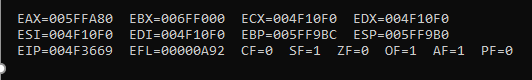 EAX=005FFA80 EBX=006FF000 ECX=004F10F0 EDX=004F10F0
ESI=004F10F0 EDI=004F10F0 EBP=005FF9BC ESP=005FF9B0
EIP=004F3669 EFL=00000A92 CF=0 SF=1 ZF=0 OF=1 AF=1 PF=0